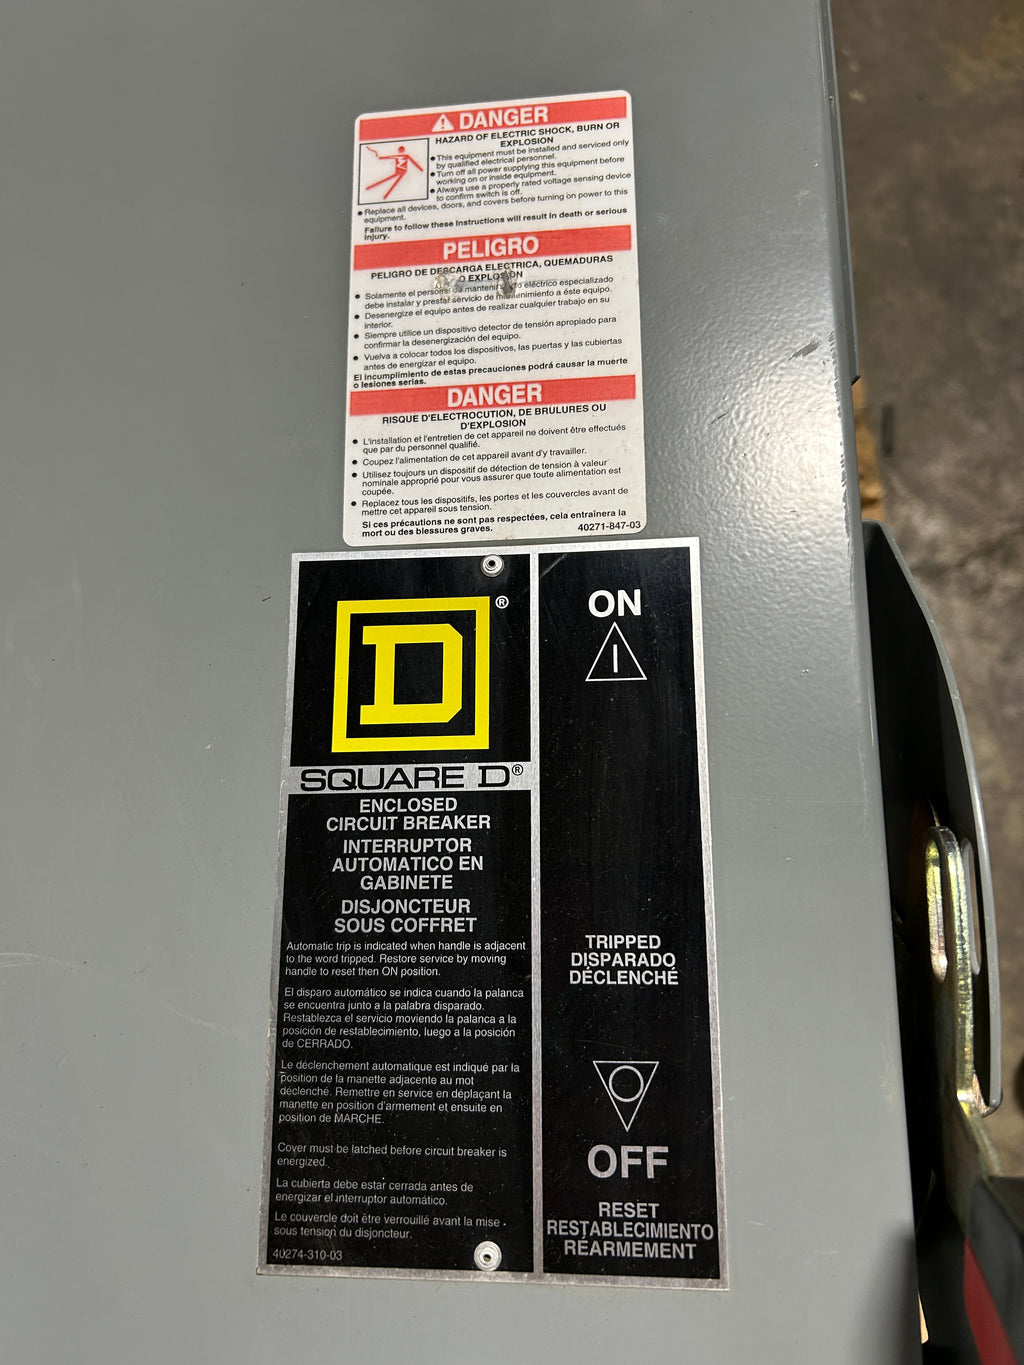 DANGER
HAZARD OF ELECTRIC SHOCK, BURN OR
EXPLOSION
• This equipment must be installed and serviced only
by qualified electrical personnel.
• Turn off all power supplying this equipment before
working on or inside equipment.
• Always use a properly rated voltage sensing device
to confirm switch is off.
• Replace all devices, doors, and covers before turning on power to this
equipment.
Failure to follow these instructions will result in death or serious
injury.
PELIGRO
PELIGRO DE DESCARGA ELECTRICA, QUEMADURAS
O EXPLOSION
• Solamente el personal de eléctrico especializado
debe instalar y prestar servicio de mantenimiento a éste equipo.
• Desenergize el equipo antes de realizar cualquier trabajo en su
interior.
• Siempre utilice un dispositivo detector de tensión apropiado para
confirmar la desenergización del equipo.
• Vuelva a colocar todos los dispositivos, las puertas y las cubiertas
antes de energizar el equipo.
El incumplimiento de estas precauciones podrá causar la muerte
o lesiones serias.
DANGER
RISQUE D'ELECTROCUTION, DE BRULURES OU
D'EXPLOSION
• L'installation et l'entretien de cet appareil ne doivent être effectués
que par du personnel qualifié.
• Coupez l'alimentation de cet appareil avant d'y travailler.
• Utilisez toujours un dispositif de détection de tension à valeur
nominale approprié pour vous assurer que toute alimentation est
coupée.
• Replacez tous les dispositifs, les portes et les couvercles avant de
mettre cet appareil sous tension.
Si ces précautions ne sont pas respectées, cela entraînera la
mort ou des blessures graves.
40271-847-03
D®
SQUARE D®
ENCLOSED
CIRCUIT BREAKER
INTERRUPTOR
AUTOMATICO EN
GABINETE
DISJONCTEUR
SOUS COFFRET
Automatic trip is indicated when handle is adjacent
to the word tripped. Restore service by moving
handle to reset then ON position.
El disparo automático se indica cuando la palanca
se encuentra junto a la palabra disparado.
Restablezca el servicio moviendo la palanca a la
posición de restablecimiento, luego a la posición
de CERRADO.
Le déclenchement automatique est indiqué par la
position de la manette adjacente au mot
déclenché. Remettre en service en déplaçant la
manette en position d'armement et ensuite en
position de MARCHE.
Cover must be latched before circuit breaker is
energized.
La cubierta debe estar cerrada antes de
energizar el interruptor automático.
Le couvercle doit être verrouillé avant la mise
sous tension du disjoncteur.
40274-310-03
ON
I
TRIPPED
DISPARADO
DÉCLENCHÉ
O
OFF
RESET
RESTABLECIMIENTO
RÉARMEMENT